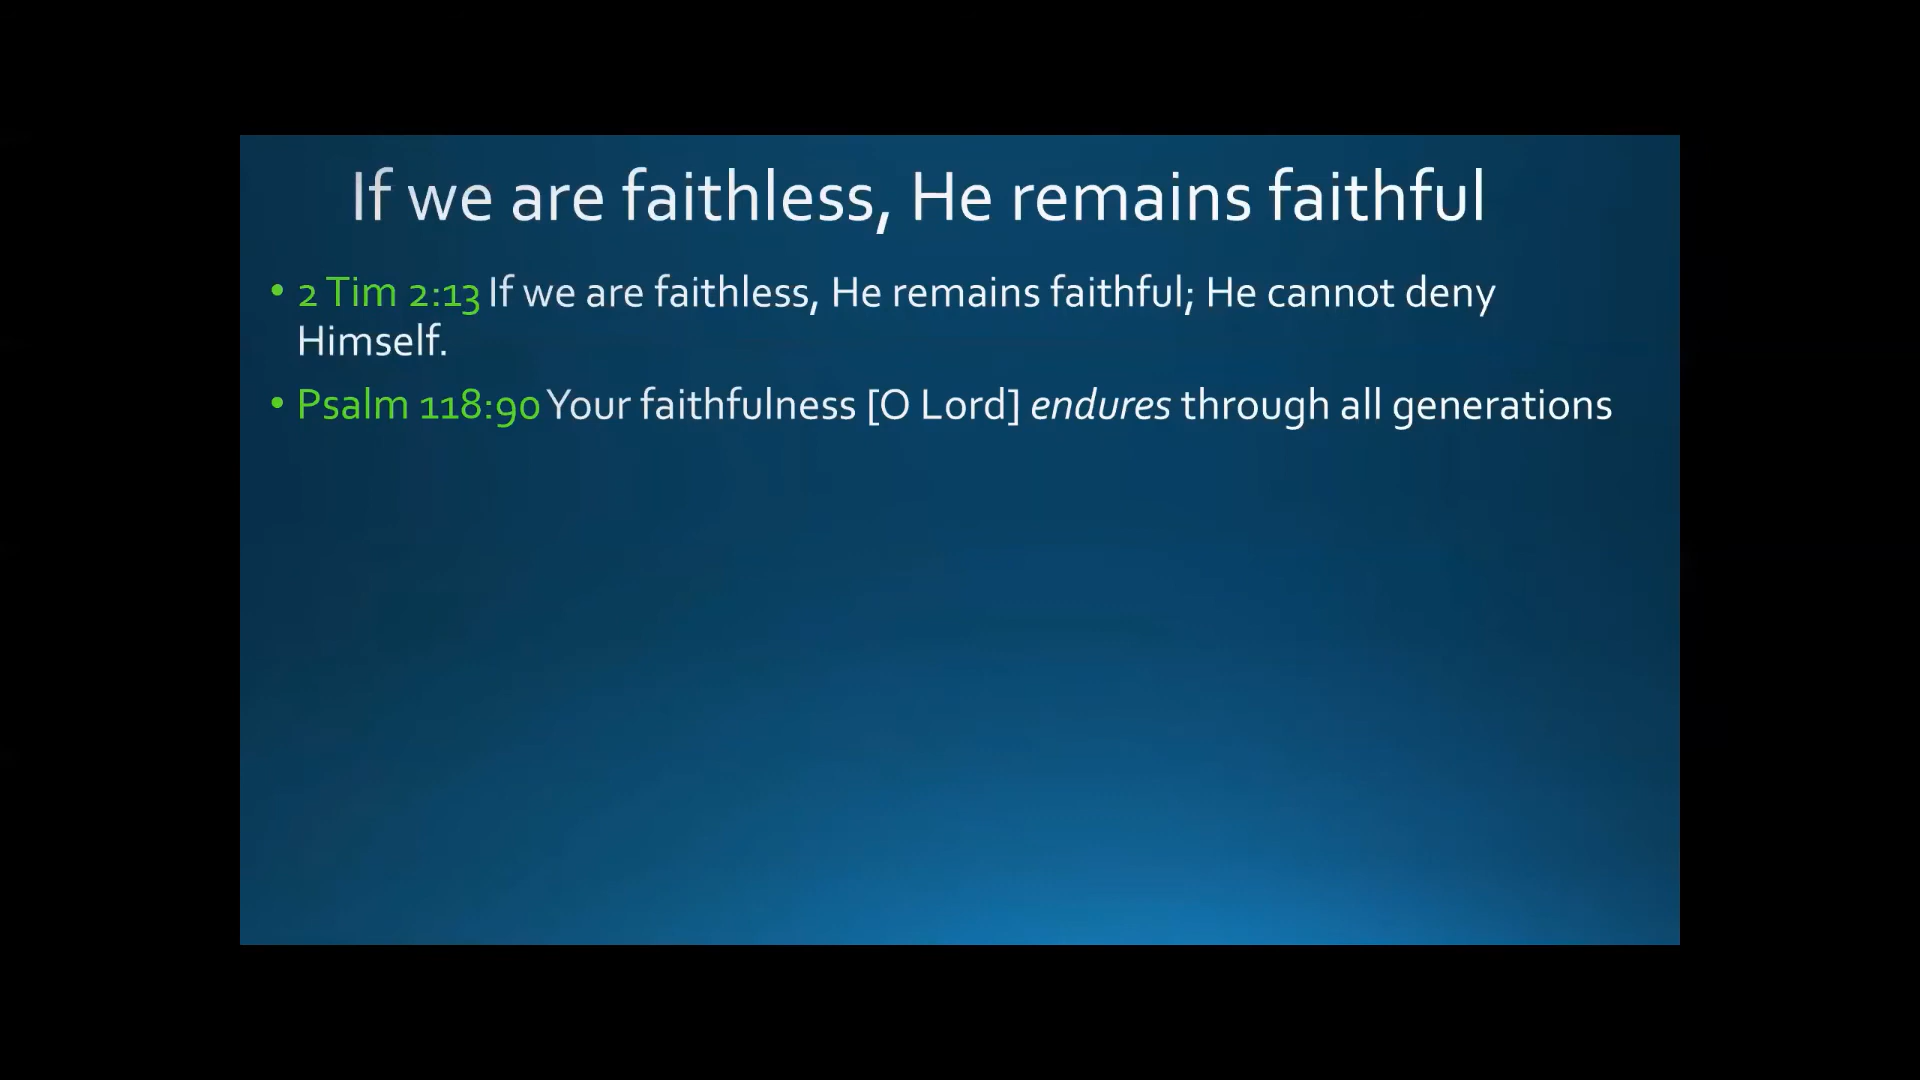 If we are faithless, He remains faithful
• 2 Tim 2:13 If we are faithless, He remains faithful; He cannot deny
Himself.
• Psalm 118:90 Your faithfulness [O Lord] endures through all generations